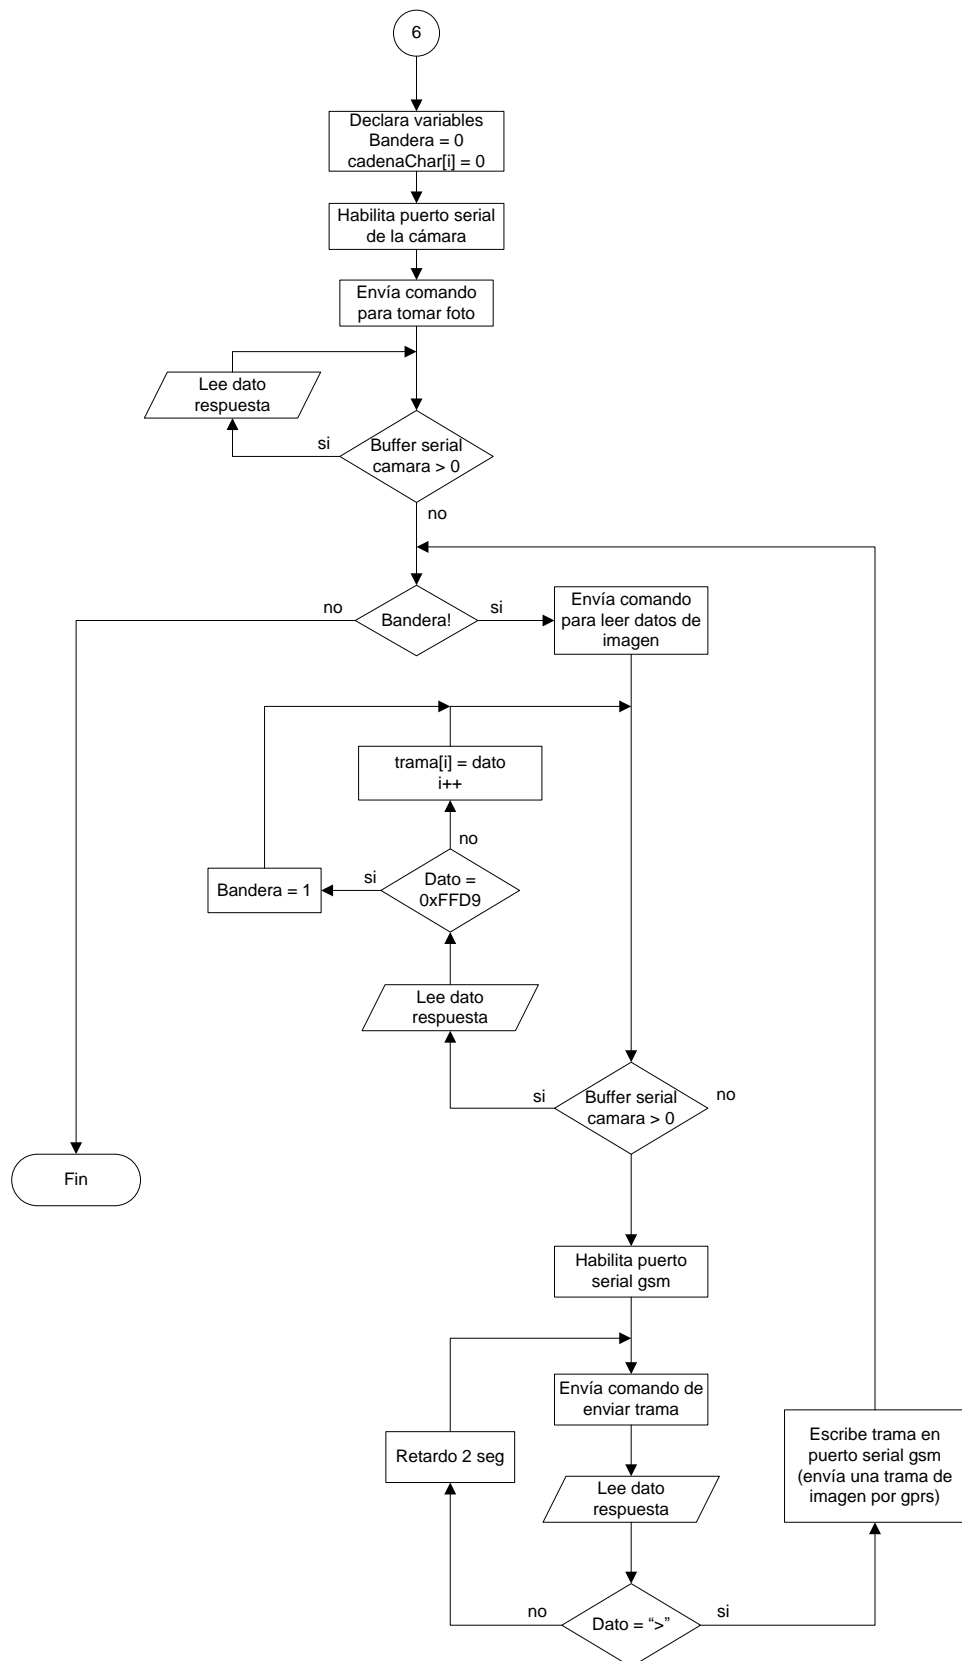 6
Declara variables
Bandera = 0
cadenaChar[i] = 0
Habilita puerto serial
de la cámara
Envía comando
para tomar foto
Lee dato
respuesta
si
Buffer serial
camara > 0
no
no
Bandera!
si
Envía comando
para leer datos de
imagen
trama[i] = dato
i++
no
Bandera = 1
si
Dato =
0xFFD9
Lee dato
respuesta
si
Buffer serial
camara > 0
no
Fin
Habilita puerto
serial gsm
Envía comando de
enviar trama
Retardo 2 seg
Lee dato
respuesta
Escribe trama en
puerto serial gsm
(envía una trama de
imagen por gprs)
no
Dato = “>”
si